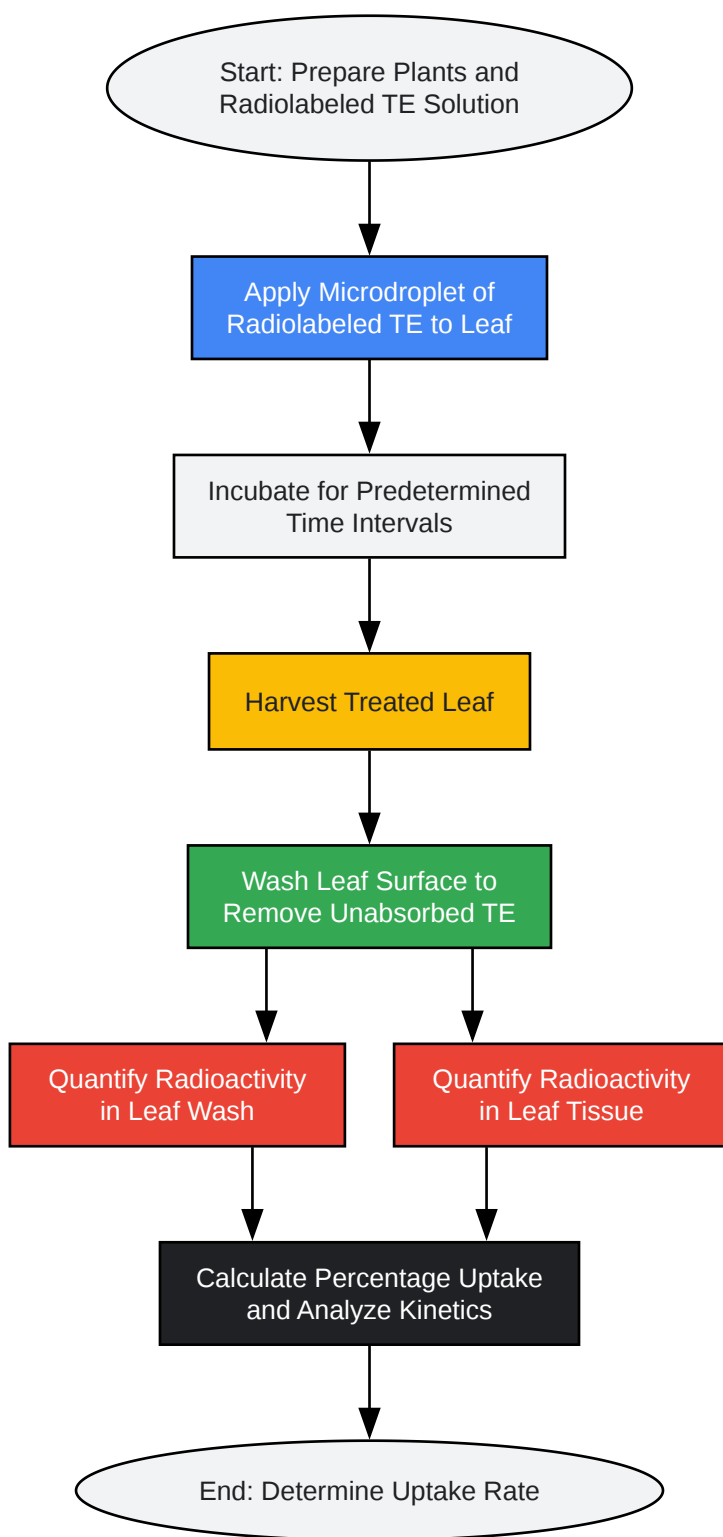 Start: Prepare Plants and
Radiolabeled TE Solution
Apply Microdroplet of
Radiolabeled TE to Leaf
Incubate for Predetermined
Time Intervals
Harvest Treated Leaf
Wash Leaf Surface to
Remove Unabsorbed TE
Quantify Radioactivity
in Leaf Wash
Quantify Radioactivity
in Leaf Tissue
Calculate Percentage Uptake
and Analyze Kinetics
End: Determine Uptake Rate